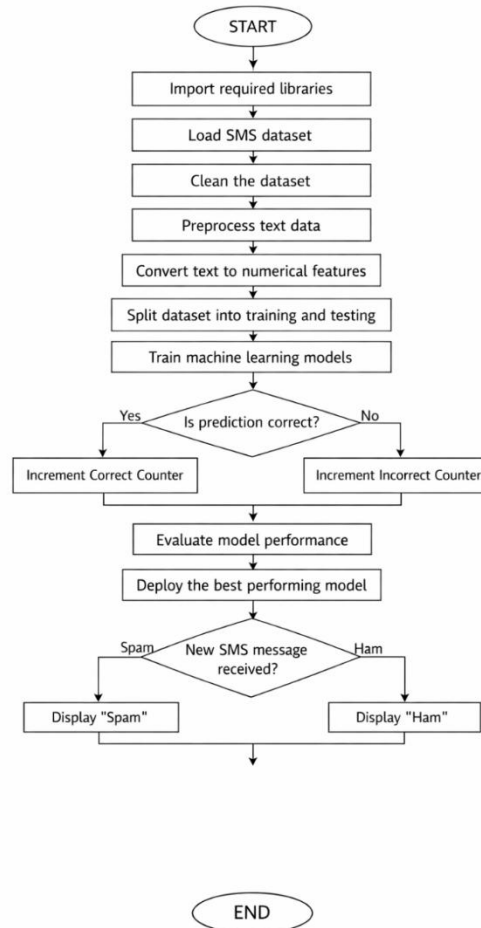 START
Import required libraries
Load SMS dataset
Clean the dataset
Preprocess text data
Convert text to numerical features
Split dataset into training and testing
Train machine learning models
Yes
Is prediction correct?
No
Increment Correct Counter
Increment Incorrect Counter
Evaluate model performance
Deploy the best performing model
Spam
New SMS message
received?
Ham
Display "Spam"
Display "Ham"
END